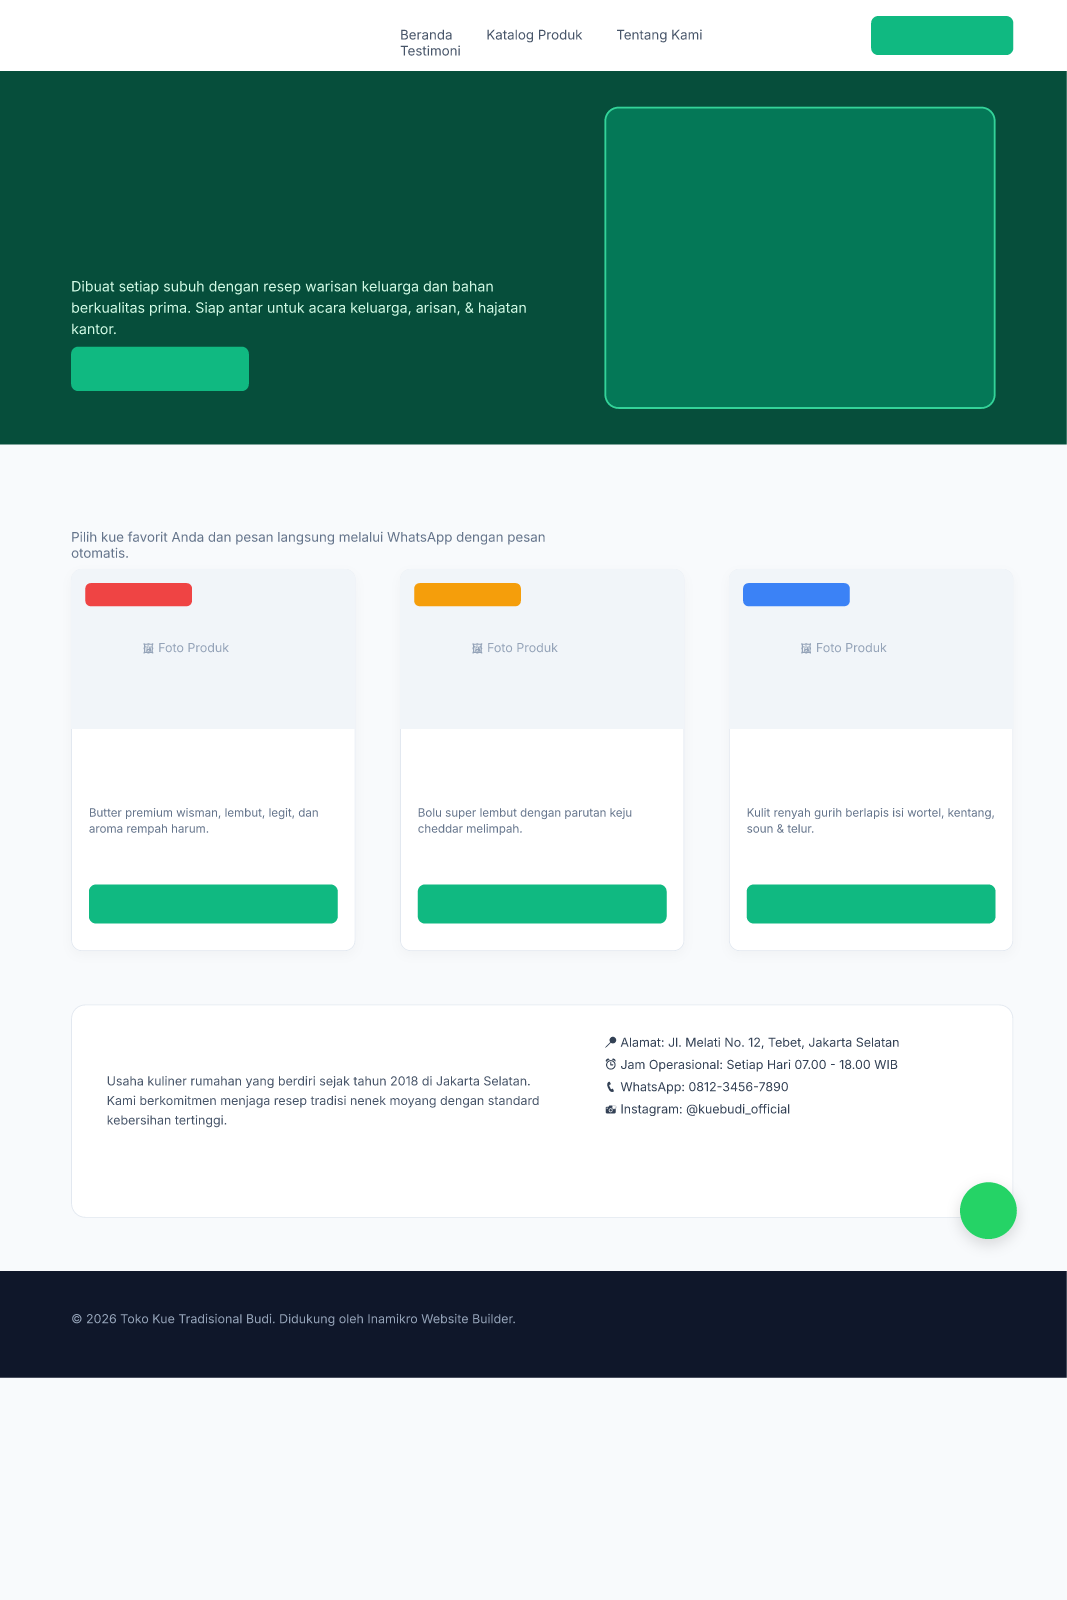 Beranda
Katalog Produk
Tentang Kami
Testimoni
Dibuat setiap subuh dengan resep warisan keluarga dan bahan
berkualitas prima. Siap antar untuk acara keluarga, arisan, & hajatan
kantor.
Pilih kue favorit Anda dan pesan langsung melalui WhatsApp dengan pesan
otomatis.
🖼 Foto Produk
🖼 Foto Produk
🖼 Foto Produk
Butter premium wisman, lembut, legit, dan
aroma rempah harum.
Bolu super lembut dengan parutan keju
cheddar melimpah.
Kulit renyah gurih berlapis isi wortel, kentang,
soun & telur.
Usaha kuliner rumahan yang berdiri sejak tahun 2018 di Jakarta Selatan.
Kami berkomitmen menjaga resep tradisi nenek moyang dengan standard
kebersihan tertinggi.
📍 Alamat: Jl. Melati No. 12, Tebet, Jakarta Selatan
⏰ Jam Operasional: Setiap Hari 07.00 - 18.00 WIB
📞 WhatsApp: 0812-3456-7890
📸 Instagram: @kuebudi_official
© 2026 Toko Kue Tradisional Budi. Didukung oleh Inamikro Website Builder.